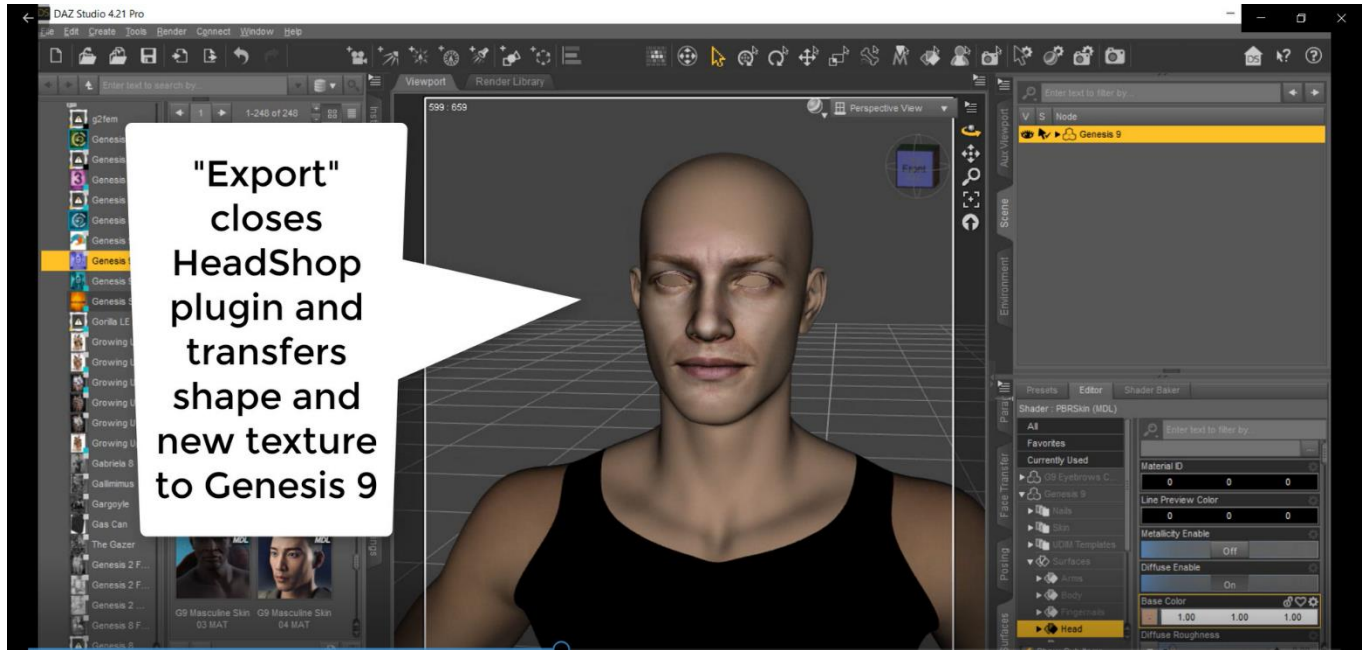 DAZ Studio 4.21 Pro
File Edit Create Tools Render Connect Window Help
Enter text to search by...
1
1-248 of 248
Viewport
Render Library
599 : 659
Perspective View
Front
g2fem
Genesis
Genesis
Genesis
Genesis
Genesis
Genesis
Genesis 9
Genesis
Genesis
Gorilla LE
Growing U
Growing U
Growing U
Growing U
Growing U
Gabriela 8
Gallimimus
Gargoyle
Gas Can
The Gazer
Genesis 2 F...
Genesis 2 F...
Genesis 2 ...
Genesis 8 F...
Genesis 8
"Export"
closes
HeadShop
plugin and
transfers
shape and
new texture
to Genesis 9
MDL
MDL
G9 Masculine Skin
03 MAT
G9 Masculine Skin
04 MAT
Aux Viewport
Scene
Environment
Face Transfer
Posing
Surfaces
Enter text to filter by...
V S Node
Genesis 9
Presets
Editor
Shader Baker
Shader : PBRSkin (MDL)
All
Favorites
Currently Used
G9 Eyebrows C...
Genesis 9
Nails
Skin
UDIM Templates
Surfaces
Arms
Body
Fingernails
Head
Enter text to filter by...
Material ID
0 0 0
Line Preview Color
0 0 0
Metallicity Enable
Off
Diffuse Enable
On
Base Color
1.00 1.00 1.00
Diffuse Roughness